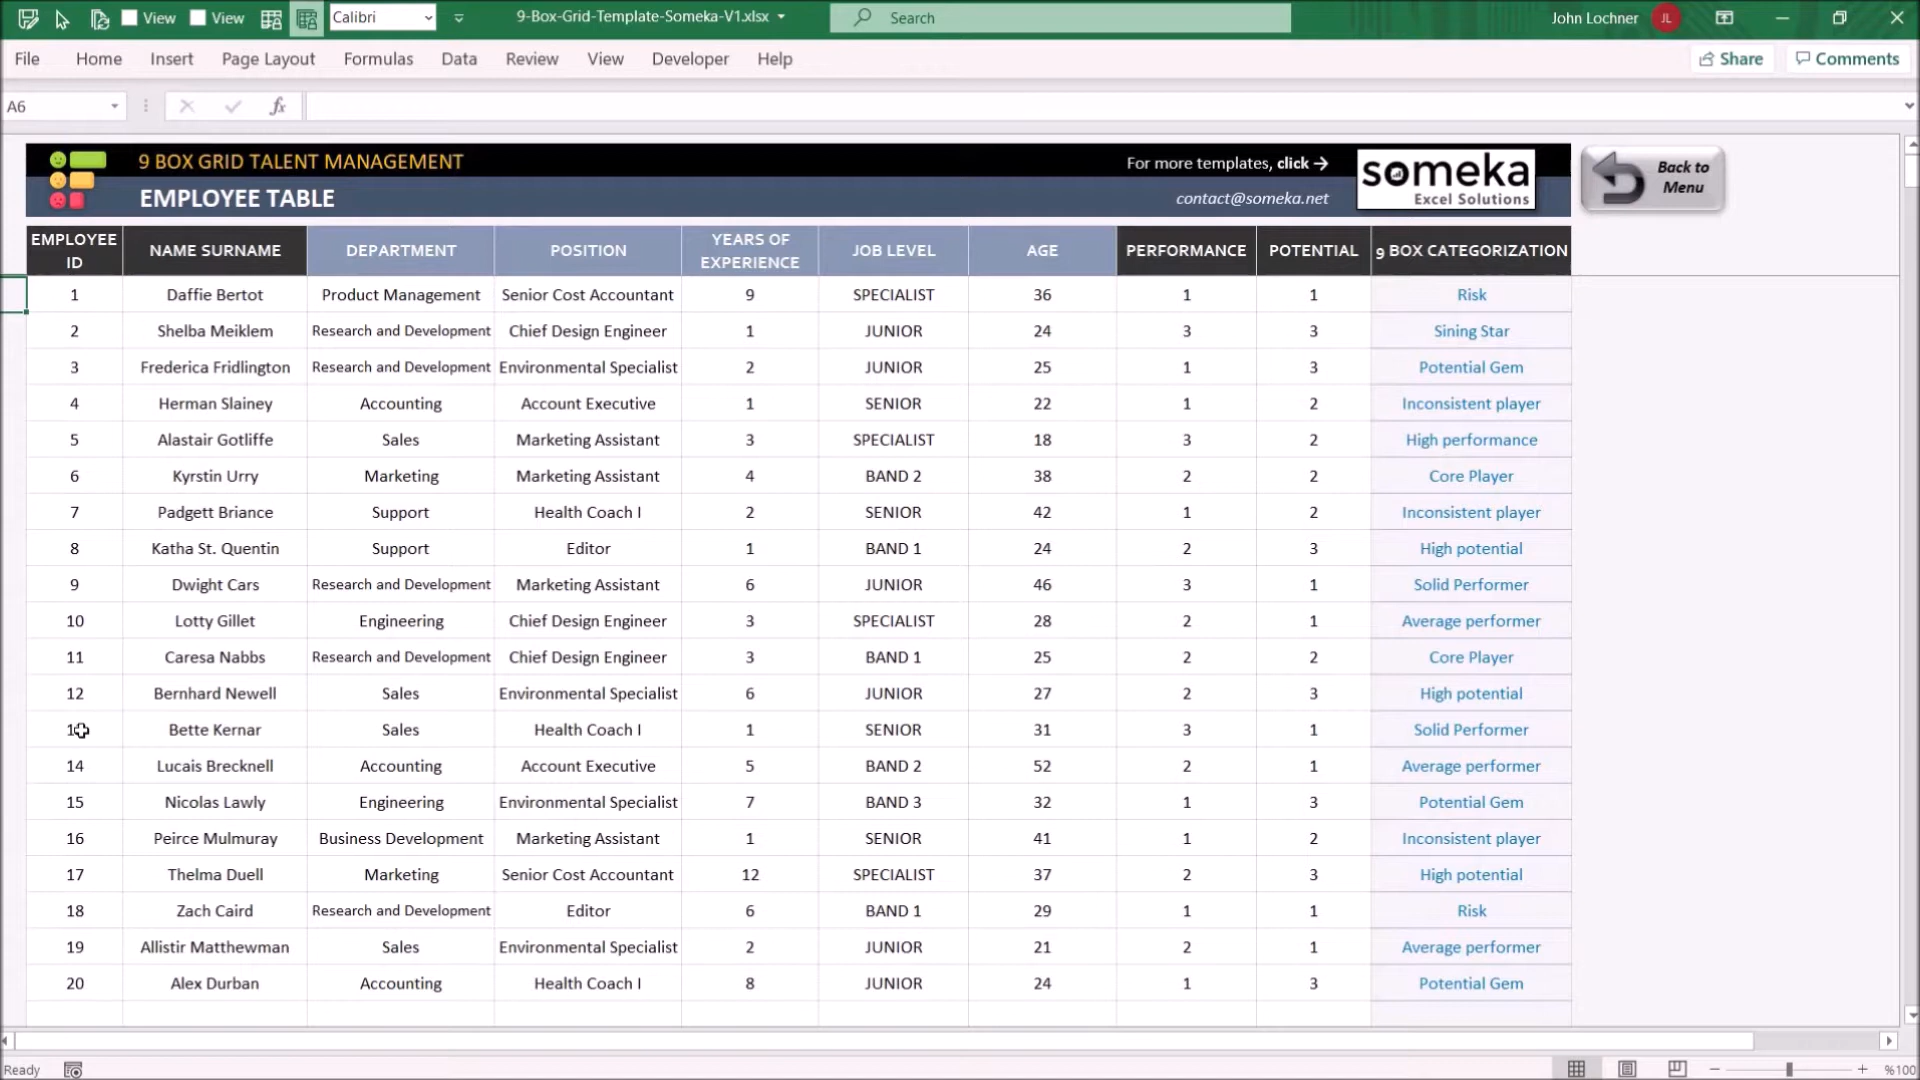 View View Calibri 9-Box-Grid-Template-Someka-V1.xlsx Search John Lochner JL
File Home Insert Page Layout Formulas Data Review View Developer Help Share Comments
A6 fx
9 BOX GRID TALENT MANAGEMENT For more templates, click → someka Back to
EMPLOYEE TABLE contact@someka.net Excel Solutions Menu
EMPLOYEE ID NAME SURNAME DEPARTMENT POSITION YEARS OF EXPERIENCE JOB LEVEL AGE PERFORMANCE POTENTIAL 9 BOX CATEGORIZATION
1 Daffie Bertot Product Management Senior Cost Accountant 9 SPECIALIST 36 1 1 Risk
2 Shelba Meiklem Research and Development Chief Design Engineer 1 JUNIOR 24 3 3 Sining Star
3 Frederica Fridlington Research and Development Environmental Specialist 2 JUNIOR 25 1 3 Potential Gem
4 Herman Slainey Accounting Account Executive 1 SENIOR 22 1 2 Inconsistent player
5 Alastair Gotliffe Sales Marketing Assistant 3 SPECIALIST 18 3 2 High performance
6 Kyrstin Urry Marketing Marketing Assistant 4 BAND 2 38 2 2 Core Player
7 Padgett Briance Support Health Coach I 2 SENIOR 42 1 2 Inconsistent player
8 Katha St. Quentin Support Editor 1 BAND 1 24 2 3 High potential
9 Dwight Cars Research and Development Marketing Assistant 6 JUNIOR 46 3 1 Solid Performer
10 Lotty Gillet Engineering Chief Design Engineer 3 SPECIALIST 28 2 1 Average performer
11 Caresa Nabbs Research and Development Chief Design Engineer 3 BAND 1 25 2 2 Core Player
12 Bernhard Newell Sales Environmental Specialist 6 JUNIOR 27 2 3 High potential
Bette Kernar Sales Health Coach I 1 SENIOR 31 3 1 Solid Performer
14 Lucais Brecknell Accounting Account Executive 5 BAND 2 52 2 1 Average performer
15 Nicolas Lawly Engineering Environmental Specialist 7 BAND 3 32 1 3 Potential Gem
16 Peirce Mulmuray Business Development Marketing Assistant 1 SENIOR 41 1 2 Inconsistent player
17 Thelma Duell Marketing Senior Cost Accountant 12 SPECIALIST 37 2 3 High potential
18 Zach Caird Research and Development Editor 6 BAND 1 29 1 1 Risk
19 Allistir Matthewman Sales Environmental Specialist 2 JUNIOR 21 2 1 Average performer
20 Alex Durban Accounting Health Coach I 8 JUNIOR 24 1 3 Potential Gem
Ready %100